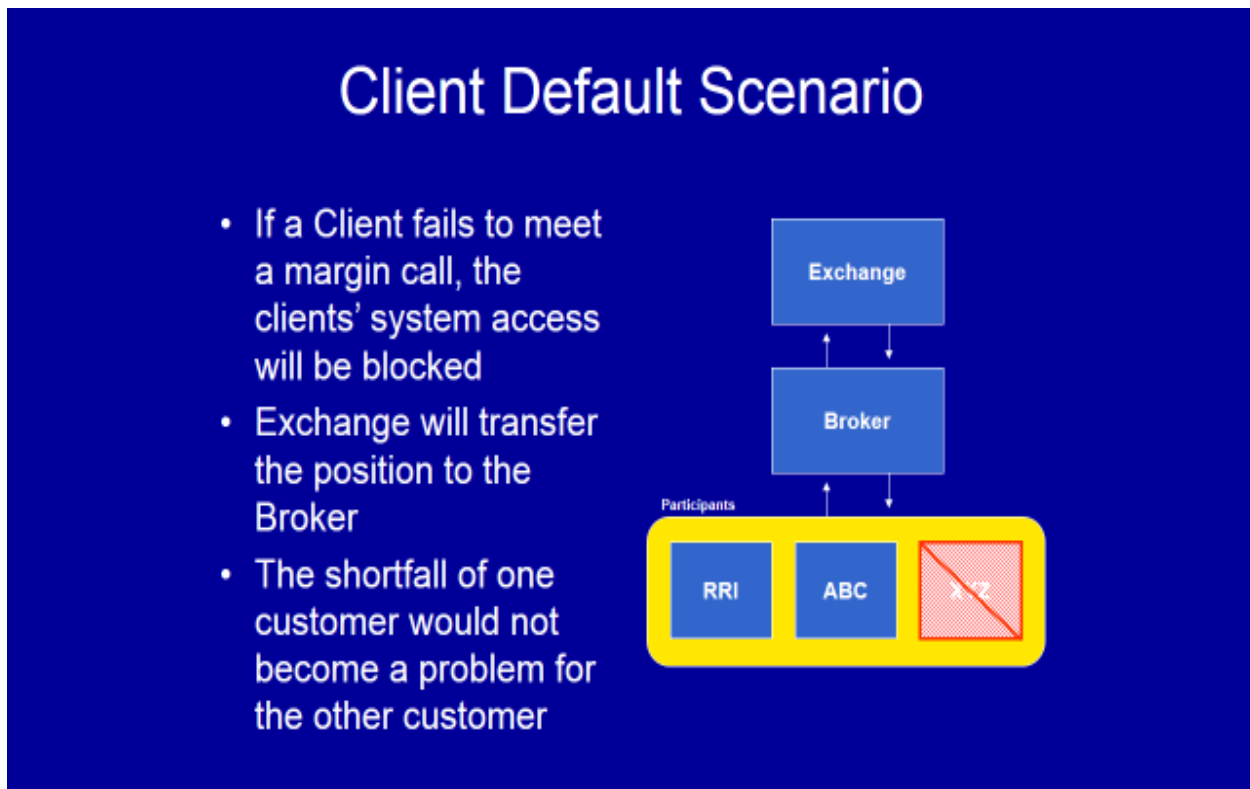 Client Default Scenario
• If a Client fails to meet
a margin call, the
clients’ system access
will be blocked
• Exchange will transfer
the position to the
Broker
• The shortfall of one
customer would not
become a problem for
the other customer
Exchange
Broker
Participants
RRI
ABC
XYZ